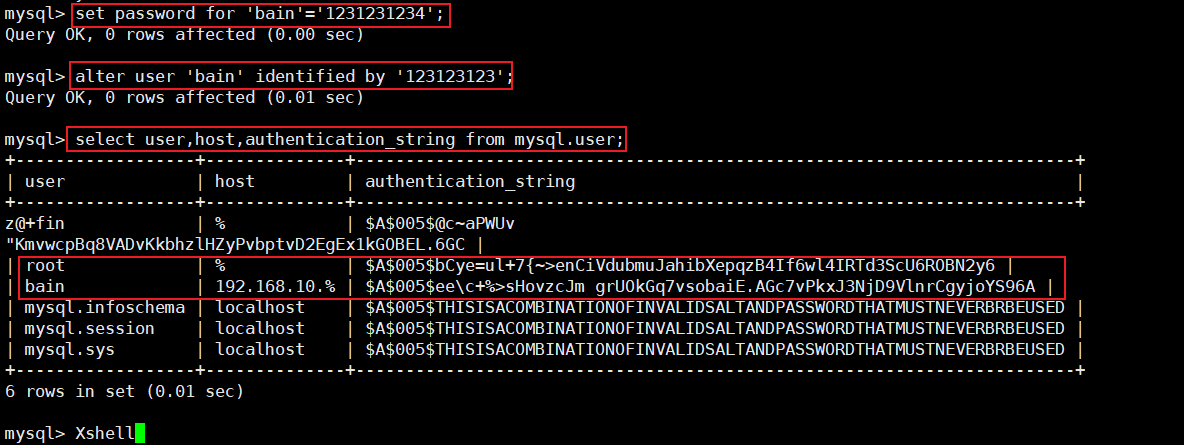 mysql> set password for 'bain'='1231231234';
Query OK, 0 rows affected (0.00 sec)
mysql> alter user 'bain' identified by '123123123';
Query OK, 0 rows affected (0.01 sec)
mysql> select user,host,authentication_string from mysql.user;
+------------------+--------------+------------------------------------------------------------------------+
| user | host | authentication_string |
+------------------+--------------+------------------------------------------------------------------------+
z@+fin | % | $A$005$@c~aPWUv
"KmvwcpBq8VADvKkbhzlHZyPvbptvD2EgEx1kGOBEL.6GC |
| root | % | $A$005$bCye=ul+7{~>enCiVdubmuJahibXepqzB4If6wl4IRTd3ScU6ROBN2y6 |
| bain | 192.168.10.% | $A$005$ee\c+%>sHovzcJm grUOkGq7vsobaiE.AGc7vPkxJ3NjD9VlnrCgyjoYS96A |
| mysql.infoschema | localhost | $A$005$THISISACOMBINATIONOFINVALIDSALTANDPASSWORDTHATMUSTNEVERBRBEUSED |
| mysql.session | localhost | $A$005$THISISACOMBINATIONOFINVALIDSALTANDPASSWORDTHATMUSTNEVERBRBEUSED |
| mysql.sys | localhost | $A$005$THISISACOMBINATIONOFINVALIDSALTANDPASSWORDTHATMUSTNEVERBRBEUSED |
+------------------+--------------+------------------------------------------------------------------------+
6 rows in set (0.01 sec)
mysql> Xshell